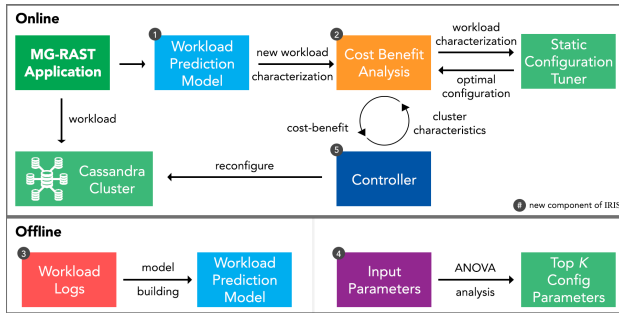 Online
1
2
workload
characterization
MG-RAST
Application
Workload
Prediction
Model
new workload
characterization
Cost Benefit
Analysis
Static
Configuration
Tuner
optimal
configuration
workload
cost-benefit
cluster
characteristics
5
Cassandra
Cluster
reconfigure
Controller
# new component of IRIS
Offline
3
4
Workload
Logs
model
building
Workload
Prediction
Model
Input
Parameters
ANOVA
analysis
Top K
Config
Parameters